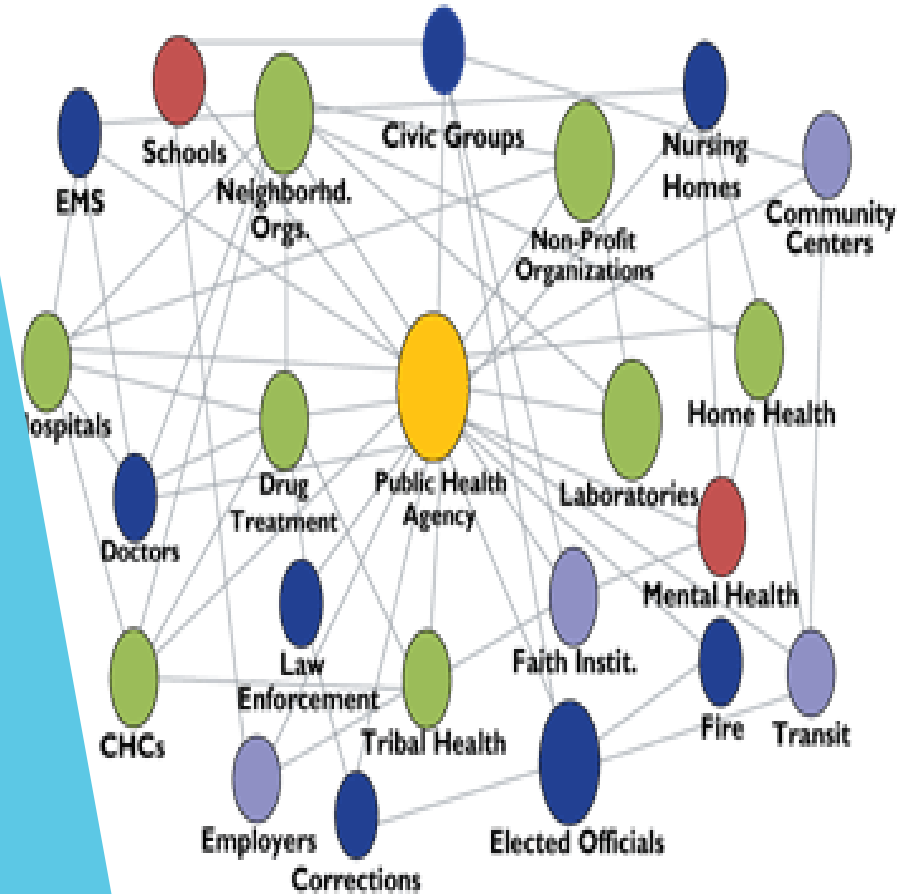 Civic Groups
Schools
Nursing
Homes
EMS
Neighborhd.
Orgs.
Community
Centers
Non-Profit
Organizations
ospitals
Home Health
Drug
Treatment
Public Health
Agency
Laboratories
Doctors
Mental Health
Law
Enforcement
Faith Instit.
CHCs
Tribal Health
Fire
Transit
Employers
Elected Officials
Corrections